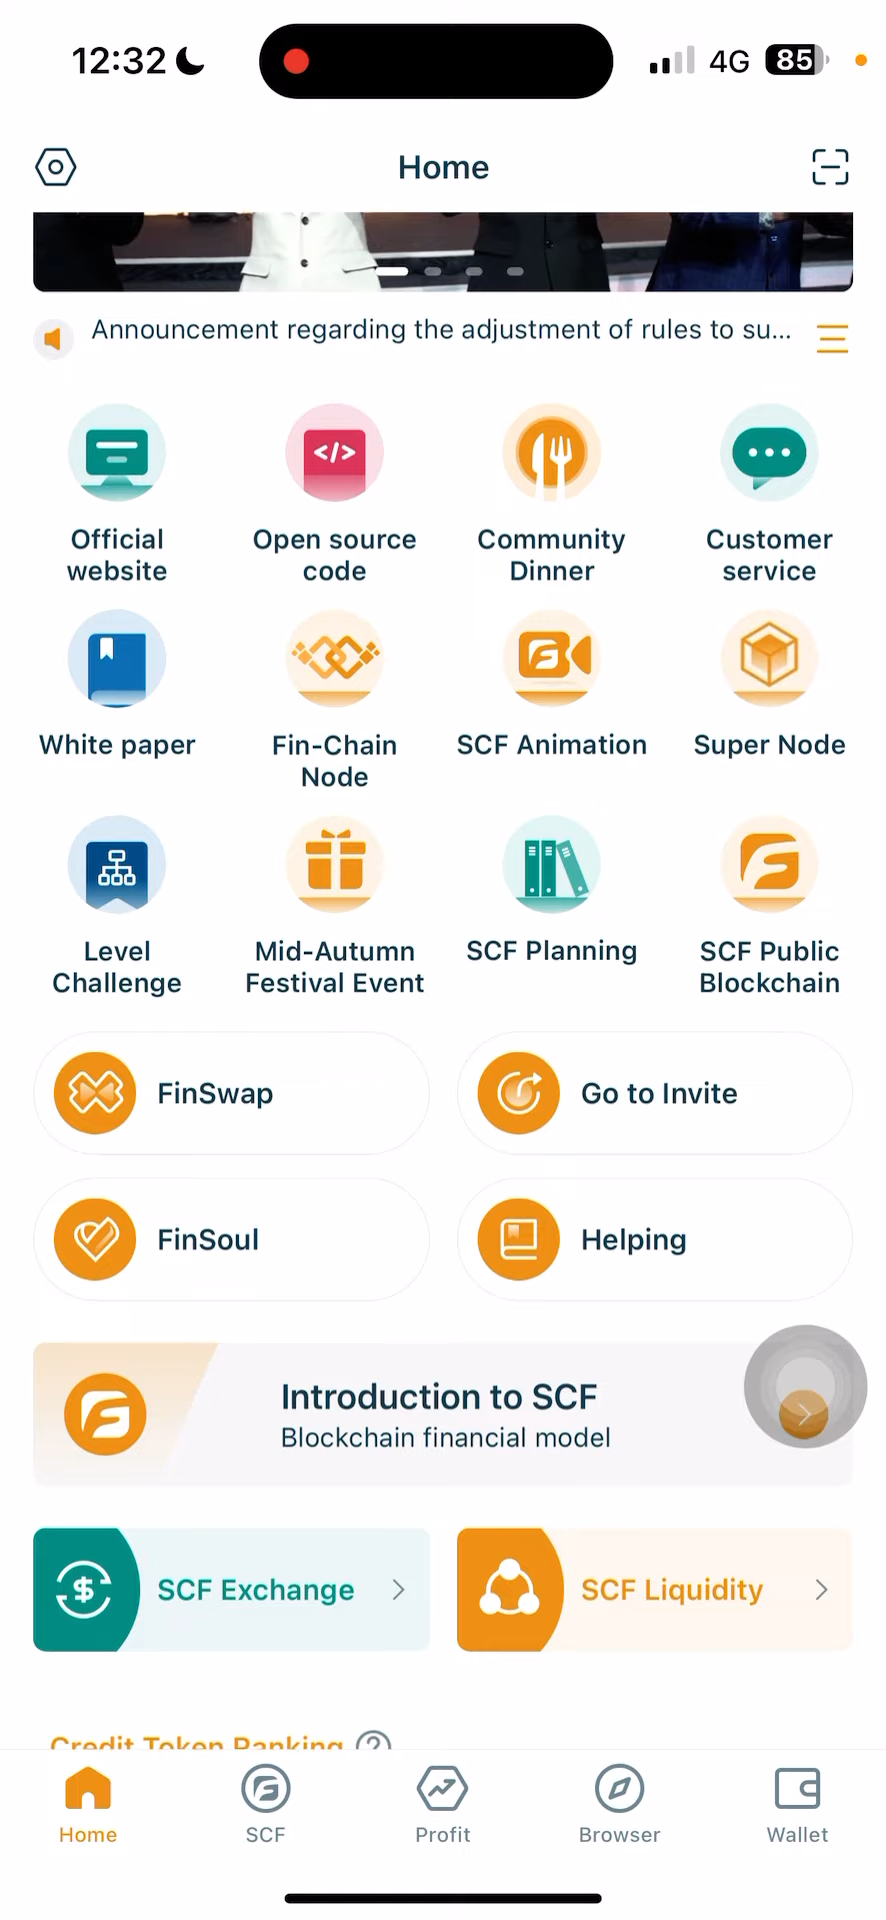 12:32
4G
85
Home
Announcement regarding the adjustment of rules to su...
Official
website
Open source
code
Community
Dinner
Customer
service
White paper
Fin-Chain
Node
SCF Animation
Super Node
Level
Challenge
Mid-Autumn
Festival Event
SCF Planning
SCF Public
Blockchain
FinSwap
Go to Invite
FinSoul
Helping
Introduction to SCF
Blockchain financial model
SCF Exchange
SCF Liquidity
Credit Token Ranking
Home
SCF
Profit
Browser
Wallet